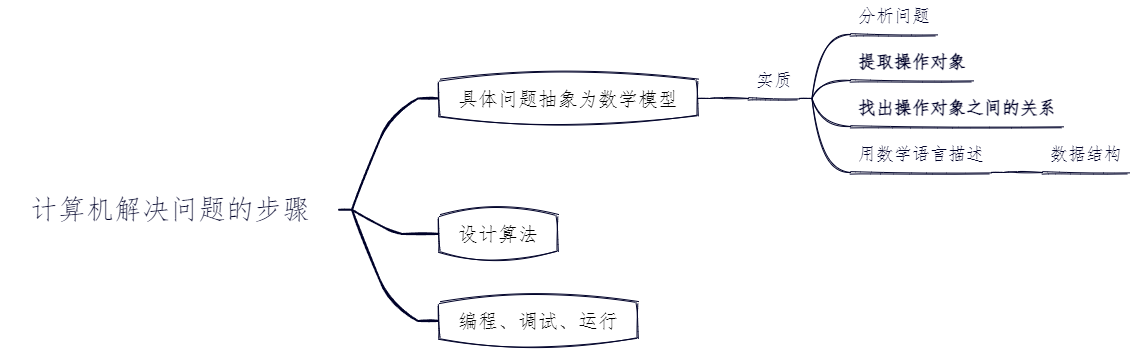 计算机解决问题的步骤
具体问题抽象为数学模型
实质
分析问题
提取操作对象
找出操作对象之间的关系
用数学语言描述
数据结构
设计算法
编程、调试、运行